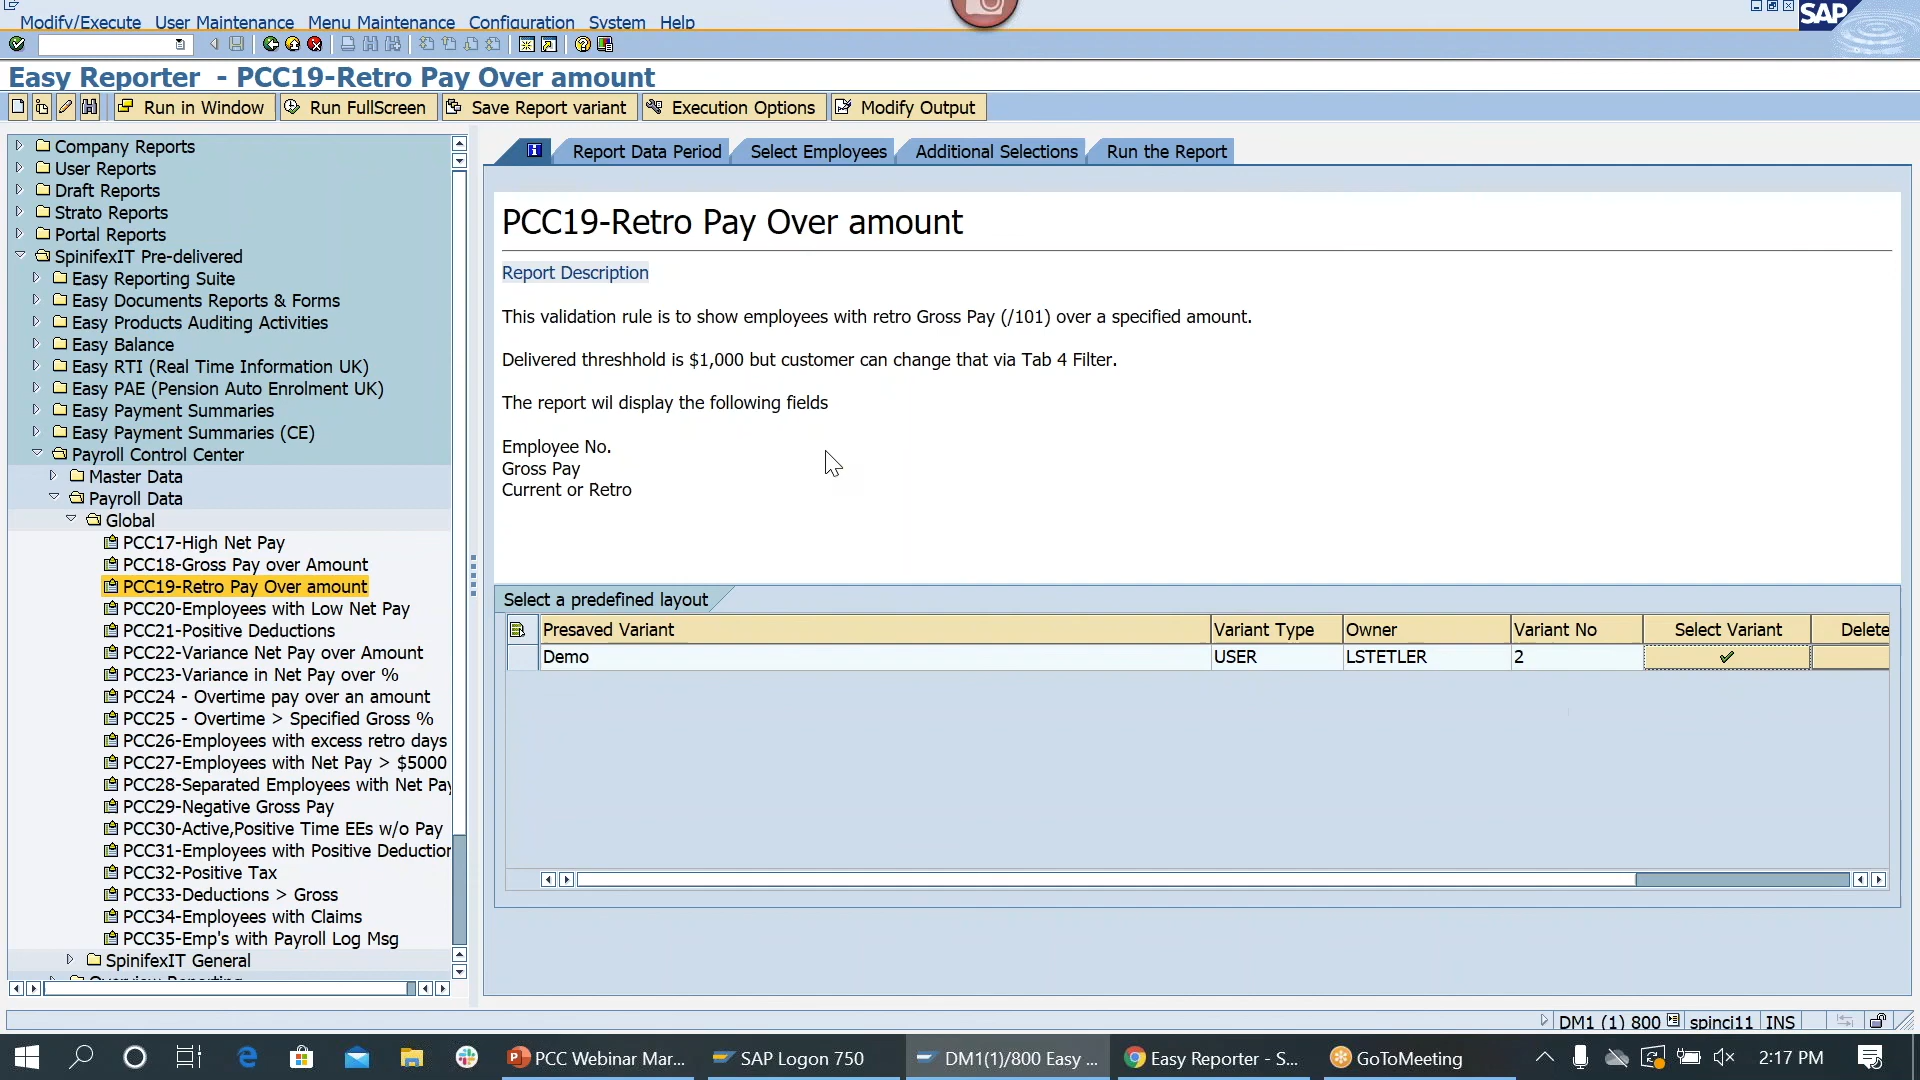 Modify/Execute User Maintenance Menu Maintenance Configuration System Help
SAP
Easy Reporter - PCC19-Retro Pay Over amount
Run in Window Run FullScreen Save Report variant Execution Options Modify Output
Company Reports
User Reports
Draft Reports
Strato Reports
Portal Reports
SpinifexIT Pre-delivered
Easy Reporting Suite
Easy Documents Reports & Forms
Easy Products Auditing Activities
Easy Balance
Easy RTI (Real Time Information UK)
Easy PAE (Pension Auto Enrolment UK)
Easy Payment Summaries
Easy Payment Summaries (CE)
Payroll Control Center
Master Data
Payroll Data
Global
PCC17-High Net Pay
PCC18-Gross Pay over Amount
PCC19-Retro Pay Over amount
PCC20-Employees with Low Net Pay
PCC21-Positive Deductions
PCC22-Variance Net Pay over Amount
PCC23-Variance in Net Pay over %
PCC24 - Overtime pay over an amount
PCC25 - Overtime > Specified Gross %
PCC26-Employees with excess retro days
PCC27-Employees with Net Pay > $5000
PCC28-Separated Employees with Net Pay
PCC29-Negative Gross Pay
PCC30-Active,Positive Time EEs w/o Pay
PCC31-Employees with Positive Deduction
PCC32-Positive Tax
PCC33-Deductions > Gross
PCC34-Employees with Claims
PCC35-Emp's with Payroll Log Msg
SpinifexIT General
Overview Reporting
Report Data Period Select Employees Additional Selections Run the Report
PCC19-Retro Pay Over amount
Report Description
This validation rule is to show employees with retro Gross Pay (/101) over a specified amount.
Delivered threshhold is $1,000 but customer can change that via Tab 4 Filter.
The report wil display the following fields
Employee No.
Gross Pay
Current or Retro
Select a predefined layout
Presaved Variant Variant Type Owner Variant No Select Variant Delete
Demo USER LSTETLER 2
DM1 (1) 800 spinci11 INS
PCC Webinar Mar... SAP Logon 750 DM1(1)/800 Easy ... Easy Reporter - S... GoToMeeting 2:17 PM